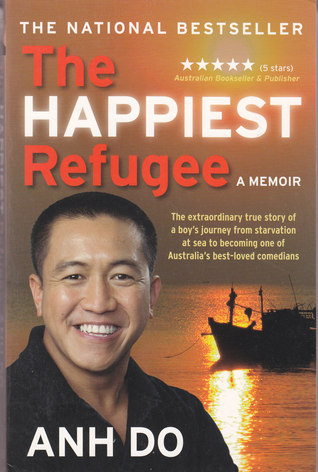 THE NATIONAL BESTSELLER
The
★★★★★ (5 stars)
Australian Bookseller & Publisher
HAPPIEST
Refugee
A MEMOIR
The extraordinary true story of
a boy's journey from starvation
at sea to becoming one of
Australia's best-loved comedians
ANH DO